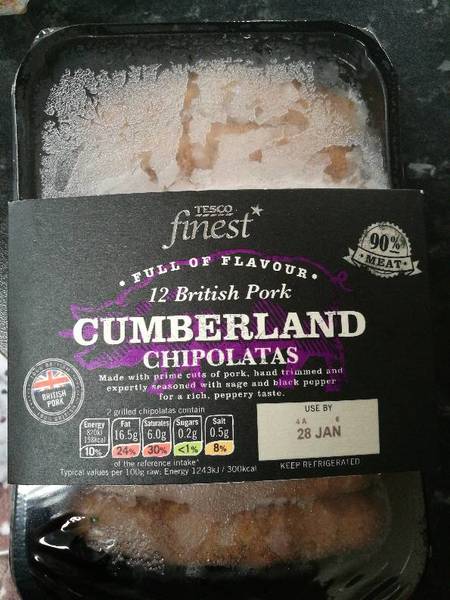 TESCO
finest*
90%
MEAT
• FULL OF FLAVOUR •
12 British Pork
CUMBERLAND
CHIPOLATAS
Made with prime cuts of pork, hand trimmed and
expertly seasoned with sage and black pepper
for a rich, peppery taste.
BRITISH
PORK
2 grilled chipolatas contain
Energy Fat Saturates Sugars Salt
16.5g 6.0g 0.2g 0.5g
10% 24% 30% <1% 8%
of the reference intake*
Typical values per 100g raw: Energy 1243kJ / 300kcal
USE BY
4A 6
28 JAN
KEEP REFRIGERATED